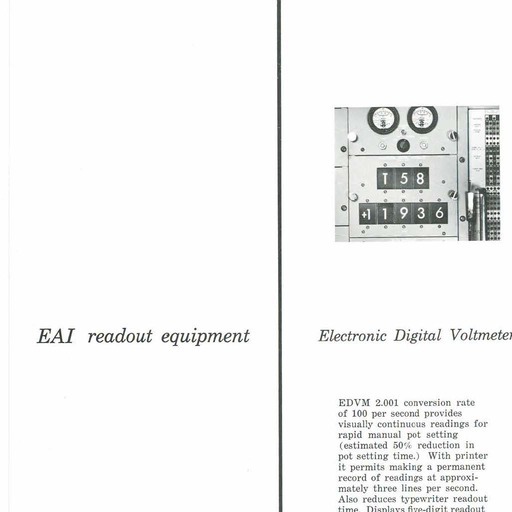 T 5 8
+1 1 9 3 6
EAI readout equipment
Electronic Digital Voltmeter
EDVM 2.001 conversion rate
of 100 per second provides
visually continucus readings for
rapid manual pot setting
(estimated 50% reduction in
pot setting time.) With printer
it permits making a permanent
record of readings at approxi-
mately three lines per second.
Also reduces typewriter readout
time. Displays five-digit readout